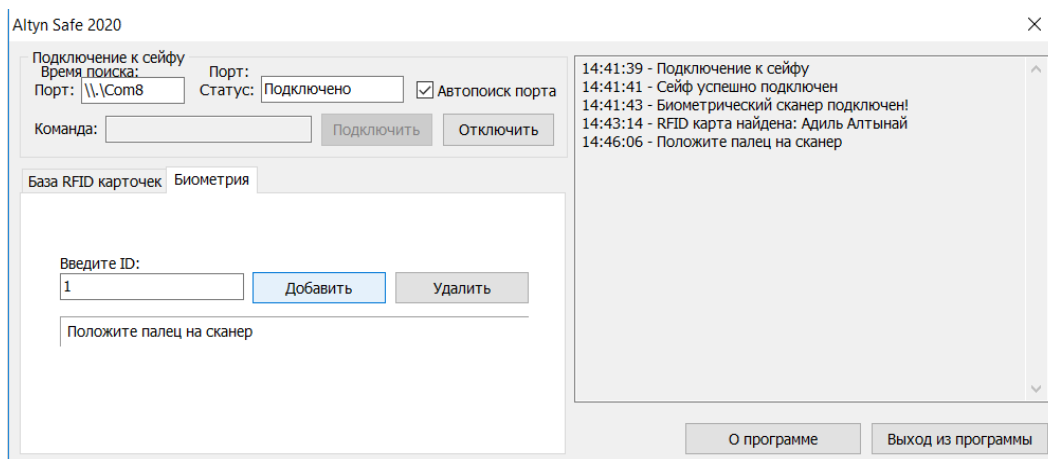 Altyn Safe 2020
Подключение к сейфу
Время поиска: Порт:
Порт: \\.\Com8 Статус: Подключено Автопоиск порта
Команда: Подключить Отключить
База RFID карточек Биометрия
Введите ID:
1 Добавить Удалить
Положите палец на сканер
14:41:39 - Подключение к сейфу
14:41:41 - Сейф успешно подключен
14:41:43 - Биометрический сканер подключен!
14:43:14 - RFID карта найдена: Адиль Алтынай
14:46:06 - Положите палец на сканер
О программе Выход из программы